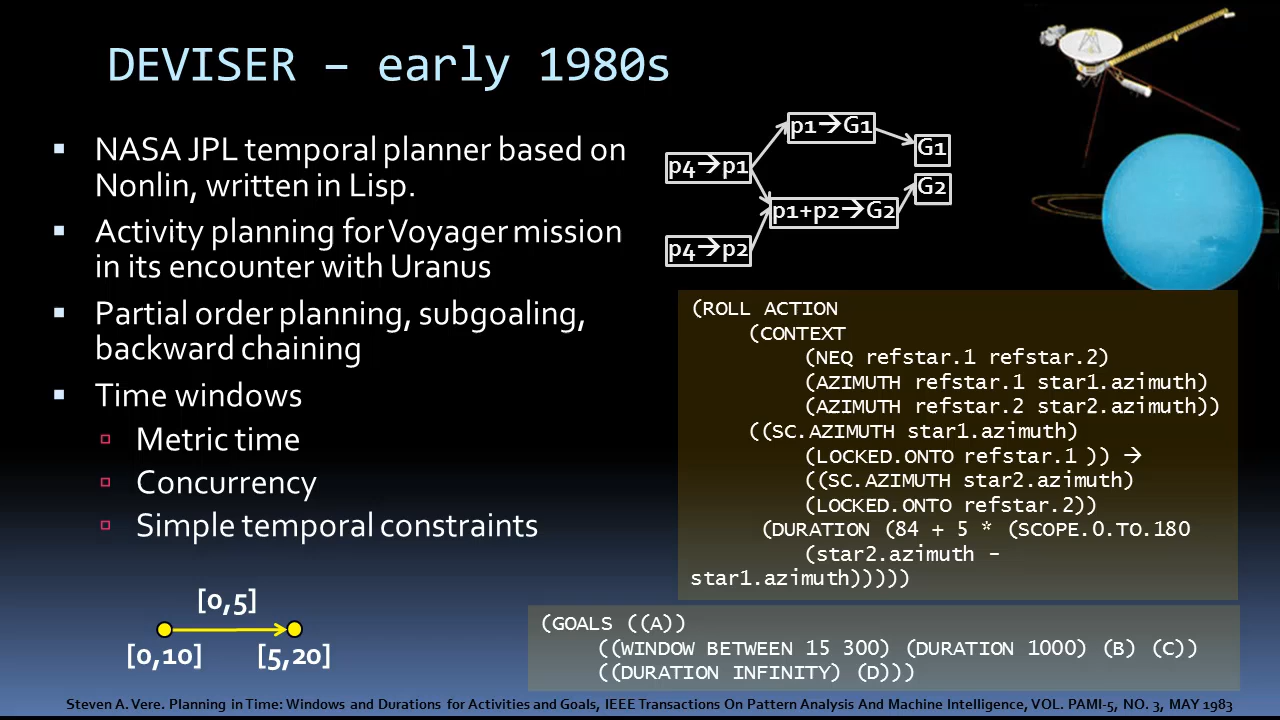 DEVISER – early 1980s
▪ NASA JPL temporal planner based on
Nonlin, written in Lisp.
▪ Activity planning for Voyager mission
in its encounter with Uranus
▪ Partial order planning, subgoaling,
backward chaining
▪ Time windows
▫ Metric time
▫ Concurrency
▫ Simple temporal constraints
[0,5]
[0,10] [5,20]
p1→G1
G1
p4→p1
G2
p1+p2→G2
p4→p2
(ROLL ACTION
(CONTEXT
(NEQ refstar.1 refstar.2)
(AZIMUTH refstar.1 star1.azimuth)
(AZIMUTH refstar.2 star2.azimuth))
((SC.AZIMUTH star1.azimuth)
(LOCKED.ONTO refstar.1 )) →
((SC.AZIMUTH star2.azimuth)
(LOCKED.ONTO refstar.2))
(DURATION (84 + 5 * (SCOPE.0.TO.180
(star2.azimuth –
star1.azimuth)))))
(GOALS ((A))
((WINDOW BETWEEN 15 300) (DURATION 1000) (B) (C))
((DURATION INFINITY) (D)))
Steven A. Vere. Planning in Time: Windows and Durations for Activities and Goals, IEEE Transactions On Pattern Analysis And Machine Intelligence, VOL. PAMI-5, NO. 3, MAY 1983